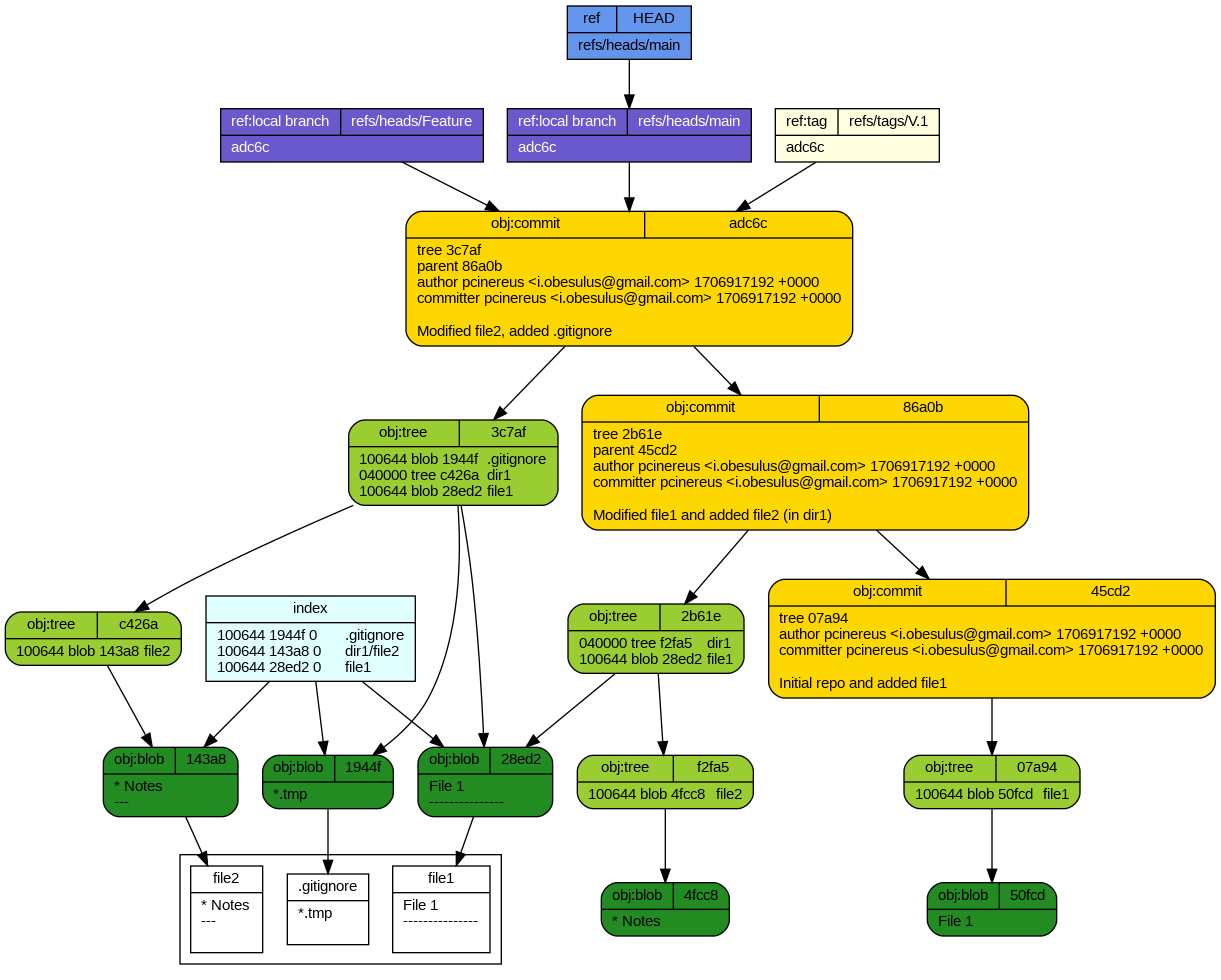 ref HEAD
refs/heads/main
ref:local branch refs/heads/Feature
adc6c
ref:local branch refs/heads/main
adc6c
ref:tag refs/tags/V.1
adc6c
obj:commit adc6c
tree 3c7af
parent 86a0b
author pcinereus <i.obesulus@gmail.com> 1706917192 +0000
committer pcinereus <i.obesulus@gmail.com> 1706917192 +0000
Modified file2, added .gitignore
obj:tree 3c7af
100644 blob 1944f .gitignore
040000 tree c426a dir1
100644 blob 28ed2 file1
obj:commit 86a0b
tree 2b61e
parent 45cd2
author pcinereus <i.obesulus@gmail.com> 1706917192 +0000
committer pcinereus <i.obesulus@gmail.com> 1706917192 +0000
Modified file1 and added file2 (in dir1)
obj:tree c426a
100644 blob 143a8 file2
index
100644 1944f 0 .gitignore
100644 143a8 0 dir1/file2
100644 28ed2 0 file1
obj:tree 2b61e
040000 tree f2fa5 dir1
100644 blob 28ed2 file1
obj:commit 45cd2
tree 07a94
author pcinereus <i.obesulus@gmail.com> 1706917192 +0000
committer pcinereus <i.obesulus@gmail.com> 1706917192 +0000
Initial repo and added file1
obj:blob 143a8
* Notes
---
obj:blob 1944f
*.tmp
obj:blob 28ed2
File 1
---------------
obj:tree f2fa5
100644 blob 4fcc8 file2
obj:tree 07a94
100644 blob 50fcd file1
file2
* Notes
---
.gitignore
*.tmp
file1
File 1
---------------
obj:blob 4fcc8
* Notes
obj:blob 50fcd
File 1